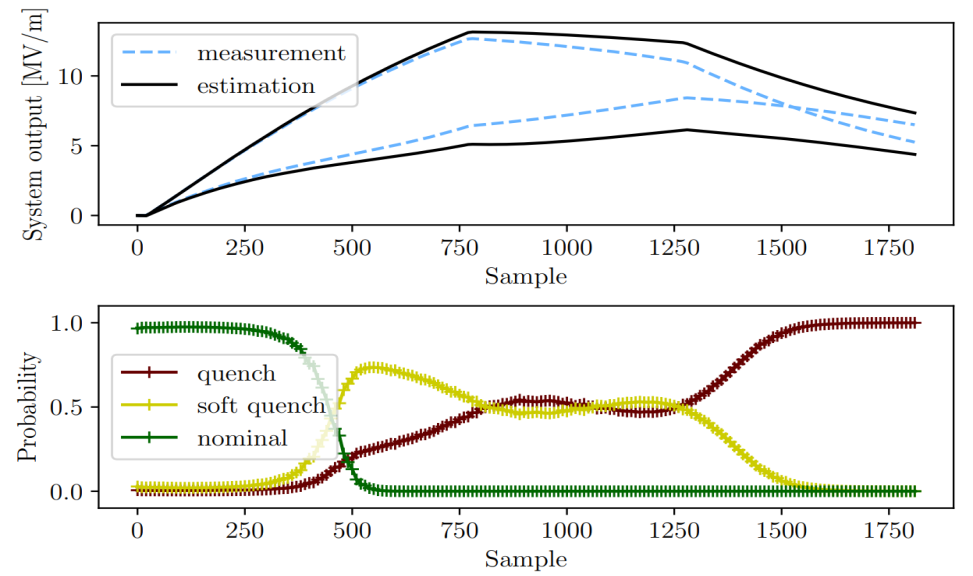 System output [MV/m]
10
5
0
measurement
estimation
0 250 500 750 1000 1250 1500 1750
Sample
Probability
1.0
0.5
0.0
quench
soft quench
nominal
0 250 500 750 1000 1250 1500 1750
Sample